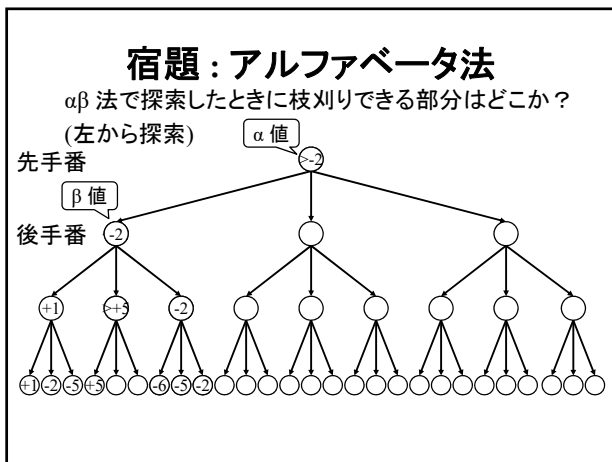 宿題 : アルファベータ法
αβ 法で探索したときに枝刈りできる部分はどこか？
(左から探索)
α 値
先手番
>-2
β 値
後手番
-2
+1 >+5 -2
+1 -2 -5 +5 -6 -5 -2